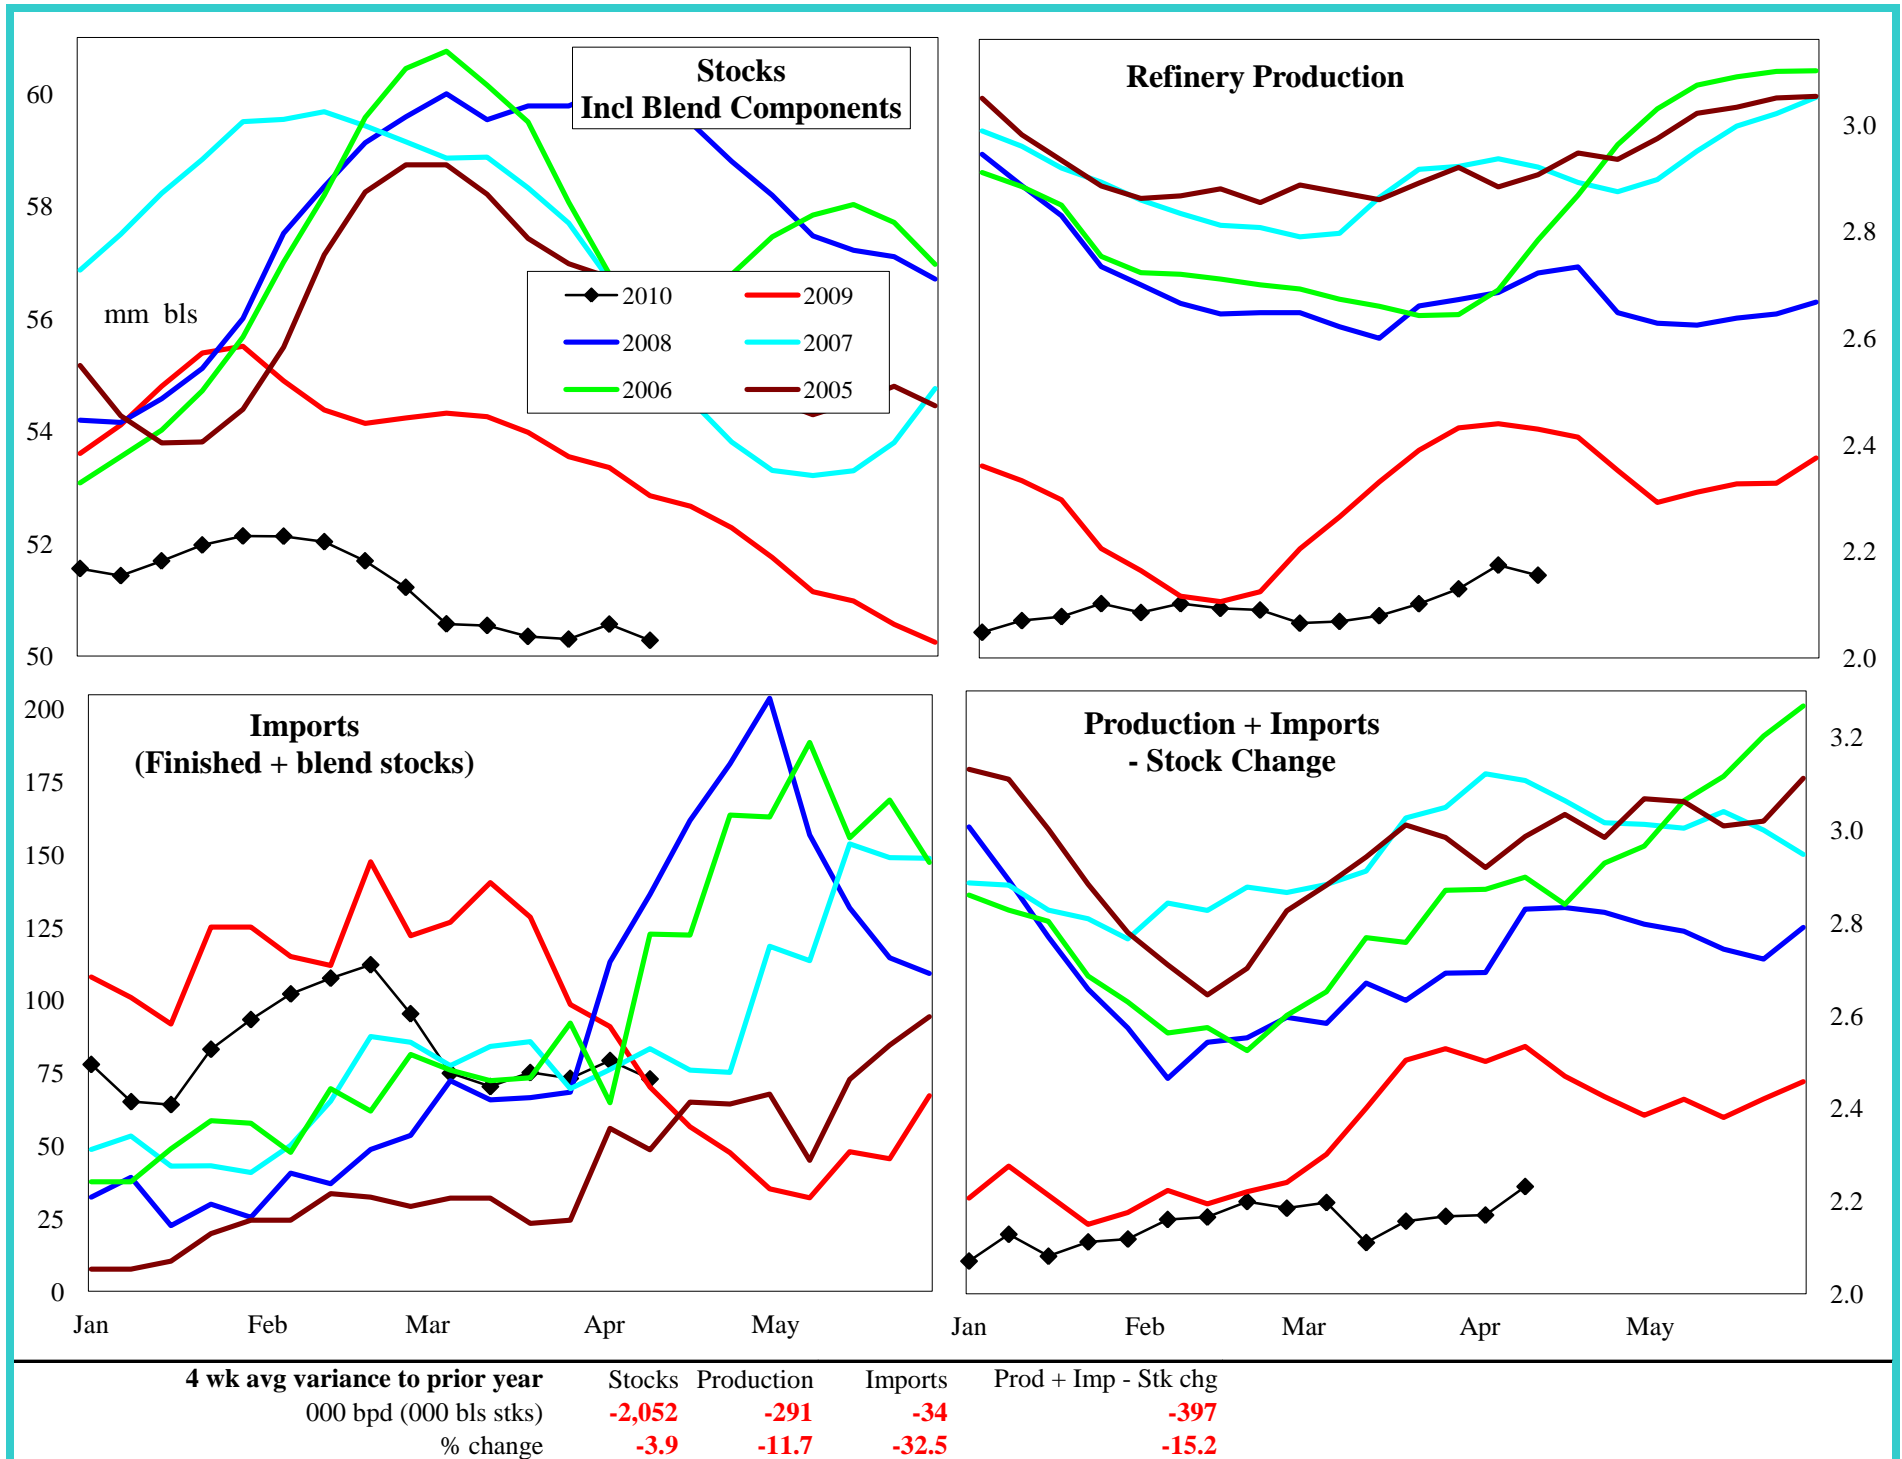 Stocks
Incl Blend Components
60
58
56
54
52
50
mm bls
2010 2009
2008 2007
2006 2005
Refinery Production
3.0
2.8
2.6
2.4
2.2
2.0
Imports
(Finished + blend stocks)
200
175
150
125
100
75
50
25
0
Jan Feb Mar Apr May
Production + Imports
- Stock Change
3.2
3.0
2.8
2.6
2.4
2.2
2.0
Jan Feb Mar Apr May
4 wk avg variance to prior year Stocks Production Imports Prod + Imp - Stk chg
000 bpd (000 bls stks) -2,052 -291 -34 -397
% change -3.9 -11.7 -32.5 -15.2